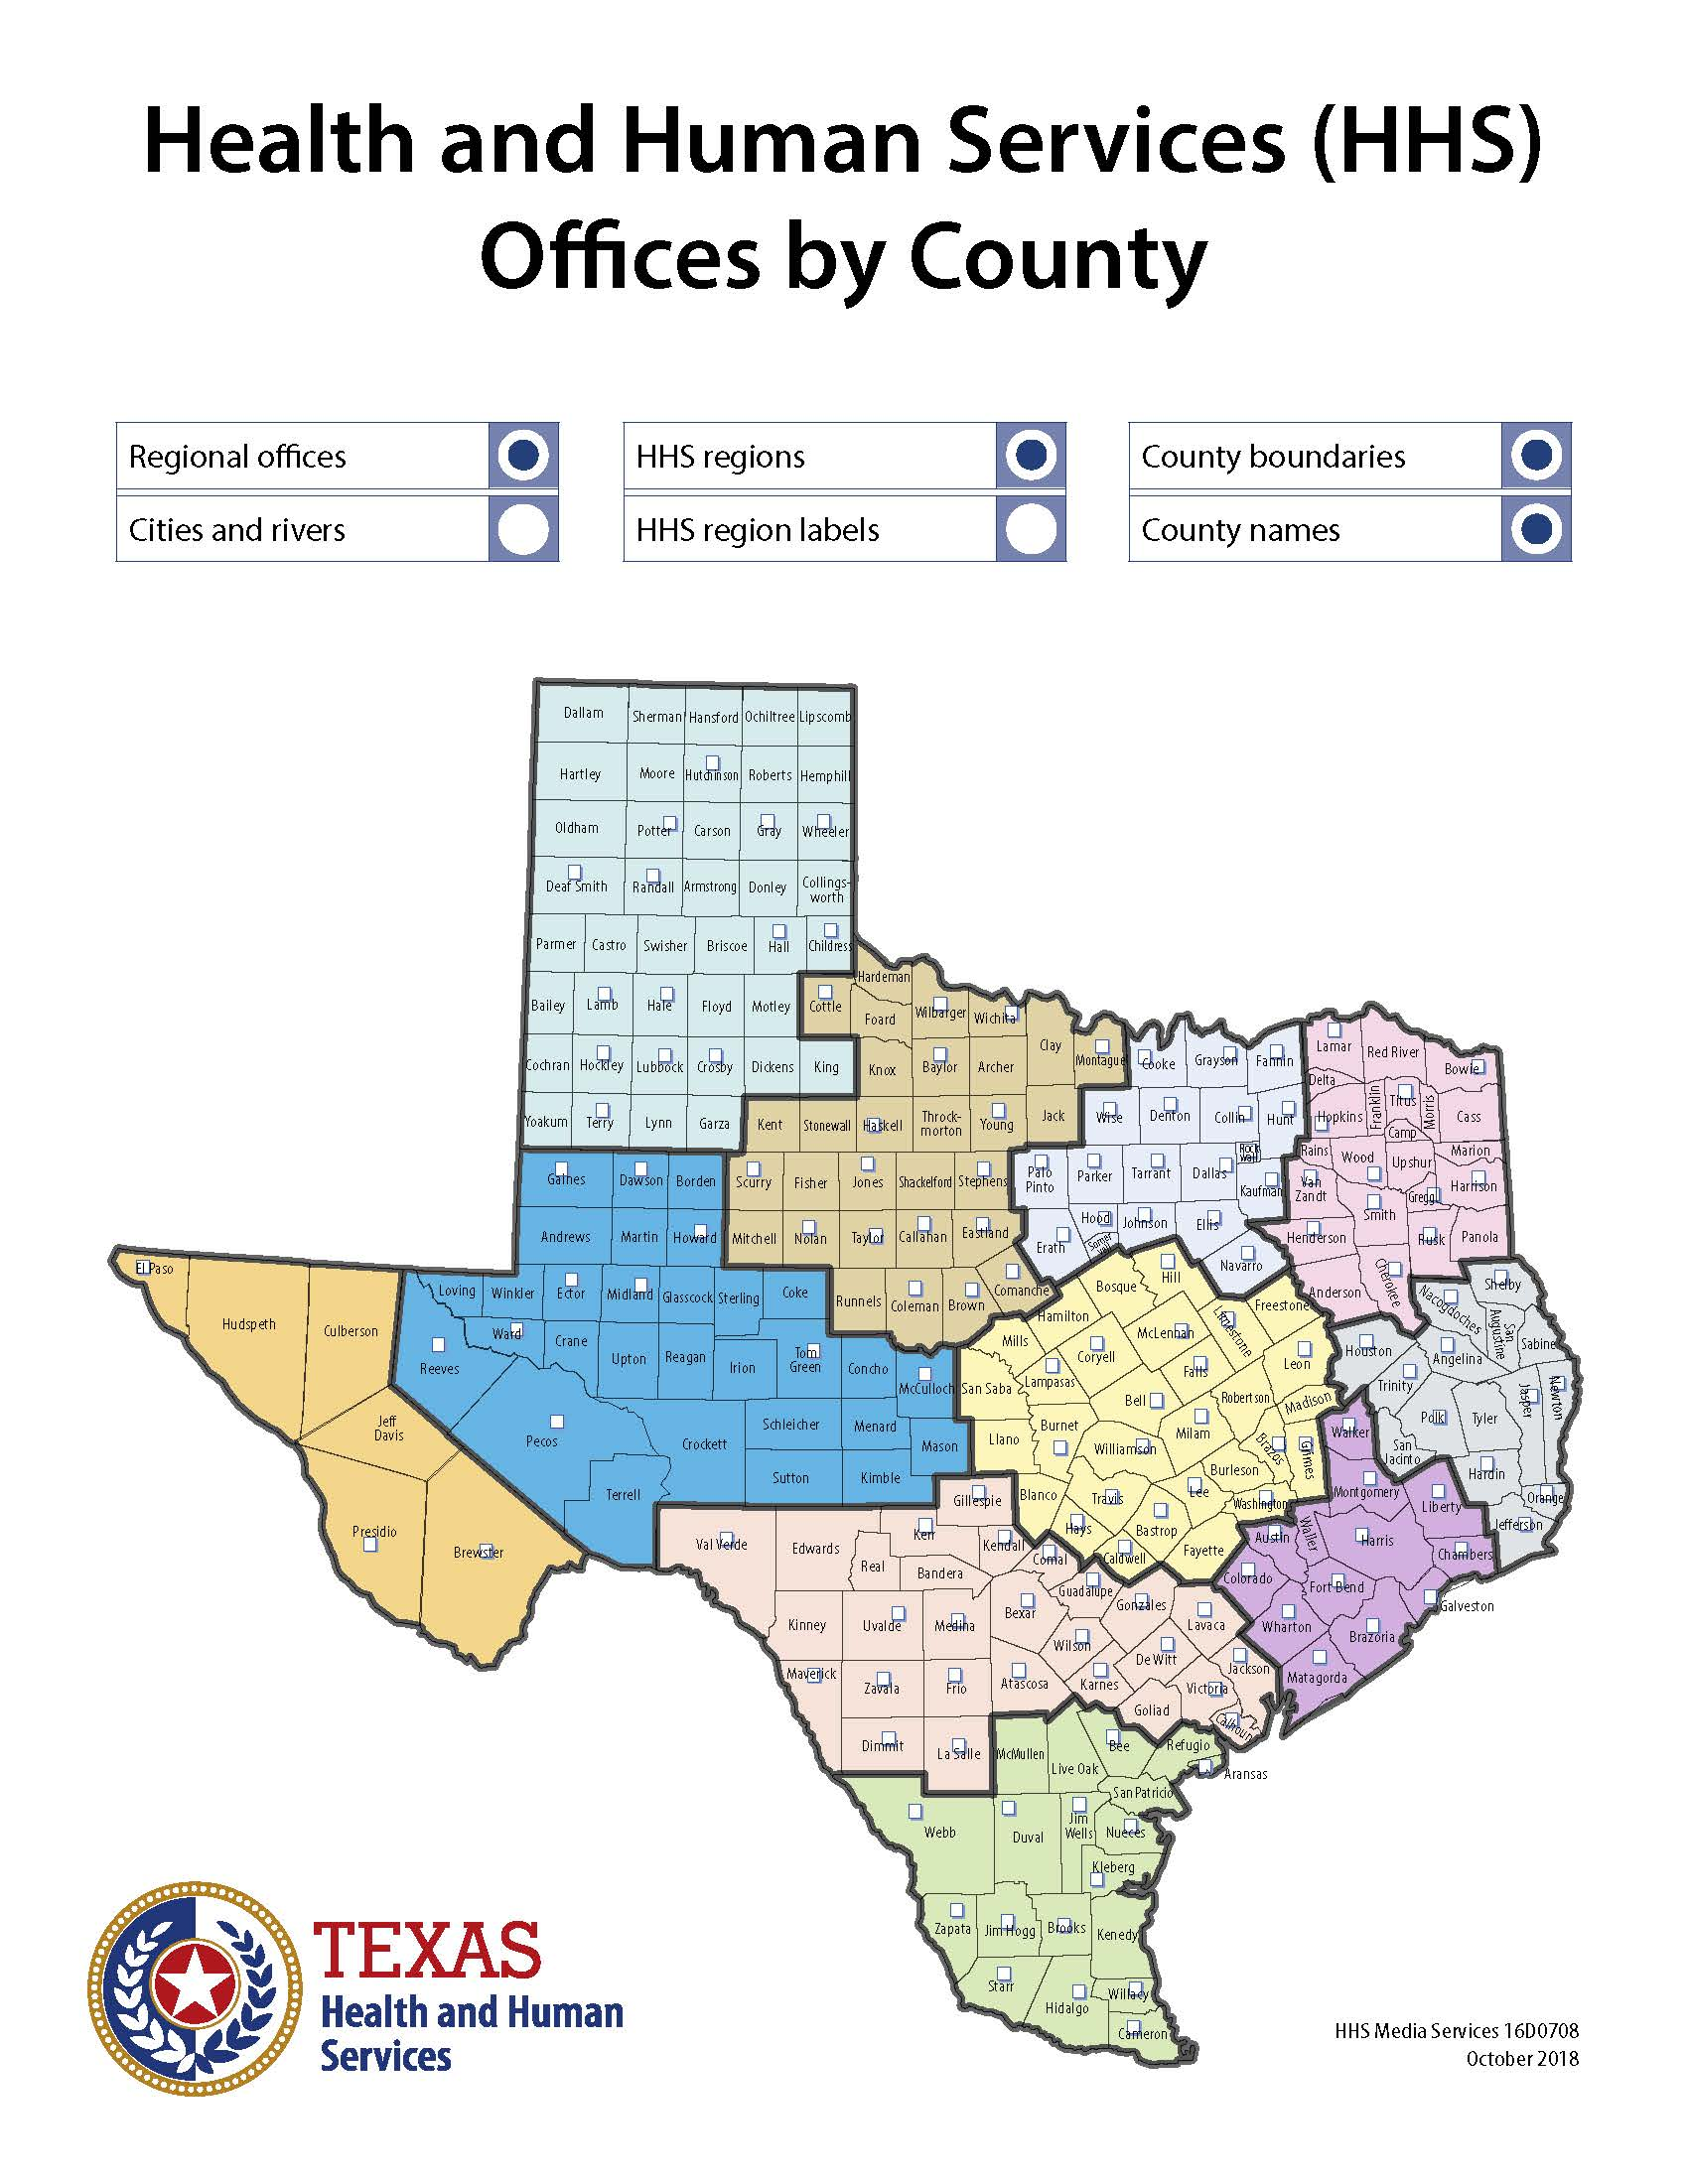 Health and Human Services (HHS)
Offices by County
Regional offices
HHS regions
County boundaries
Cities and rivers
HHS region labels
County names
Dallam
Sherman
Hansford
Ochiltree
Lipscomb
Hartley
Moore
Hutchinson
Roberts
Hemphill
Oldham
Potter
Carson
Gray
Wheeler
Deaf Smith
Randall
Armstrong
Donley
Collings-
worth
Parmer
Castro
Swisher
Briscoe
Hall
Childress
Bailey
Lamb
Hale
Floyd
Motley
Cottle
Hardeman
Foard
Wilbarger
Wichita
Clay
Montague
Cochran
Hockley
Lubbock
Crosby
Dickens
King
Knox
Baylor
Archer
Yoakum
Terry
Lynn
Garza
Kent
Stonewall
Haskell
Throck-
morton
Young
Jack
Cooke
Grayson
Fannin
Wise
Denton
Collin
Hunt
Rock
wall
Palo
Pinto
Parker
Tarrant
Dallas
Kaufman
Erath
Hood
Somer
vell
Johnson
Ellis
Navarro
Lamar
Red River
Bowie
Delta
Hopkins
Franklin
Titus
Morris
Cass
Camp
Rains
Wood
Upshur
Marion
Van
Zandt
Gregg
Harrison
Smith
Henderson
Rusk
Panola
Anderson
Cherokee
Gaines
Dawson
Borden
Scurry
Fisher
Jones
Shackelford
Stephens
Andrews
Martin
Howard
Mitchell
Nolan
Taylor
Callahan
Eastland
Runnels
Coleman
Brown
Comanche
El Paso
Hudspeth
Culberson
Jeff
Davis
Presidio
Brewster
Loving
Winkler
Ector
Midland
Glasscock
Sterling
Coke
Reeves
Ward
Crane
Upton
Reagan
Irion
Tom
Green
Concho
McCulloch
Pecos
Crockett
Schleicher
Menard
Mason
Terrell
Sutton
Kimble
Hamilton
Bosque
Hill
Freestone
Limestone
Mills
McLennan
Coryell
Falls
Leon
San Saba
Lampasas
Bell
Robertson
Madison
Burnet
Milam
Llano
Williamson
Brazos
Grimes
Burleson
Blanco
Travis
Lee
Washington
Hays
Bastrop
Caldwell
Fayette
Shelby
Nacogdoches
San
Augustine
Sabine
Houston
Angelina
Trinity
Jasper
Newton
Polk
Tyler
San
Jacinto
Hardin
Orange
Jefferson
Walker
Montgomery
Liberty
Austin
Waller
Harris
Chambers
Colorado
Fort Bend
Galveston
Wharton
Brazoria
Matagorda
Gillespie
Val Verde
Edwards
Kerr
Kendall
Real
Bandera
Comal
Guadalupe
Gonzales
Kinney
Uvalde
Medina
Bexar
Lavaca
Wilson
De Witt
Jackson
Maverick
Zavala
Frio
Atascosa
Karnes
Victoria
Goliad
Calhoun
Dimmit
La Salle
McMullen
Live Oak
Bee
Refugio
Aransas
San Patricio
Webb
Duval
Jim
Wells
Nueces
Kleberg
Zapata
Jim Hogg
Brooks
Kenedy
Starr
Hidalgo
Willacy
Cameron
TEXAS
Health and Human
Services
HHS Media Services 16D0708
October 2018